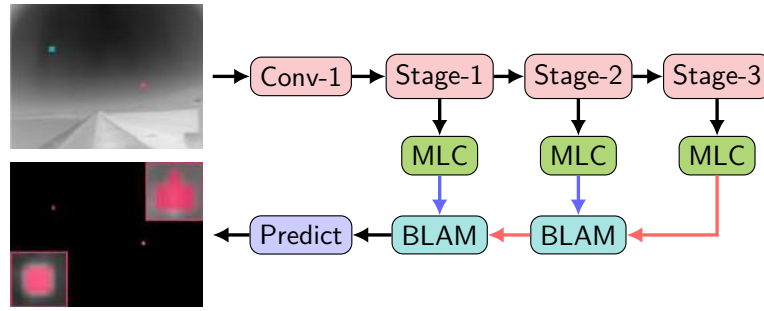 Conv-1 Stage-1 Stage-2 Stage-3
MLC MLC MLC
Predict BLAM BLAM